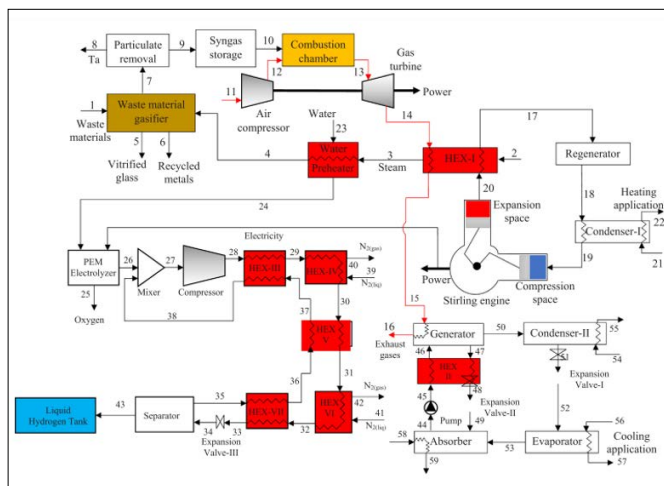 8
Ta
Particulate
removal
9
Syngas
storage
10
Combustion
chamber
Gas
turbine
7
12
13
11
Air
compressor
Power
1
Waste
materials
Waste material
gasifier
5
6
Vitrified
glass
Recycled
metals
Water
23
14
17
4
Water
Preheater
3
Steam
HEX-I
2
Regenerator
20
18
Heating
application
22
Expansion
space
Condenser-I
24
19
21
Electricity
PEM
Electrolyzer
26
27
28
HEX-III
29
HEX-IV
N2(gas)
40
39
N2(liq)
Power
Stirling engine
Compression
space
25
Oxygen
Mixer
Compressor
38
37
30
15
HEX
V
16
Exhaust
gases
Generator
50
Condenser-II
55
46
47
51
54
HEX
II
48
Expansion
Valve-I
31
36
35
43
Liquid
Hydrogen Tank
Separator
HEX-VII
HEX
VI
N2(gas)
42
41
N2(liq)
34
33
32
Expansion
Valve-III
45
Pump
44
Expansion
Valve-II
49
52
56
58
Absorber
53
Evaporator
Cooling
application
57
59